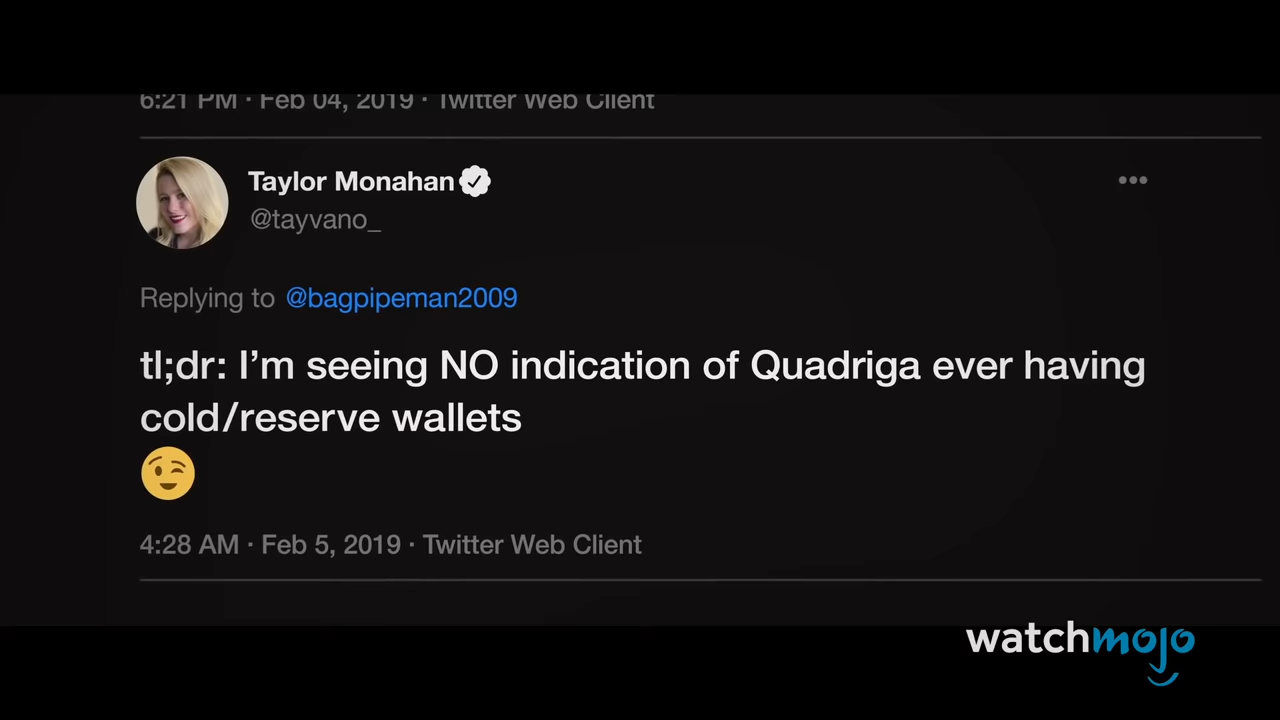 6:21 PM · Feb 04, 2019 · Twitter Web Client
Taylor Monahan
@tayvano_
Replying to @bagpipeman2009
tl;dr: I’m seeing NO indication of Quadriga ever having
cold/reserve wallets
4:28 AM · Feb 5, 2019 · Twitter Web Client
watchmojo